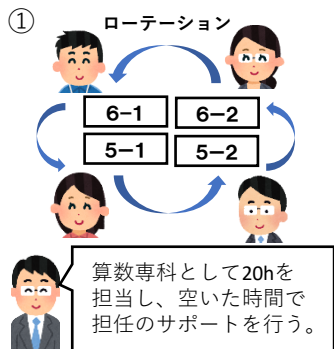 ①
ローテーション
6−1
6−2
5−1
5−2
算数専科として20hを
担当し、空いた時間で
担任のサポートを行う。